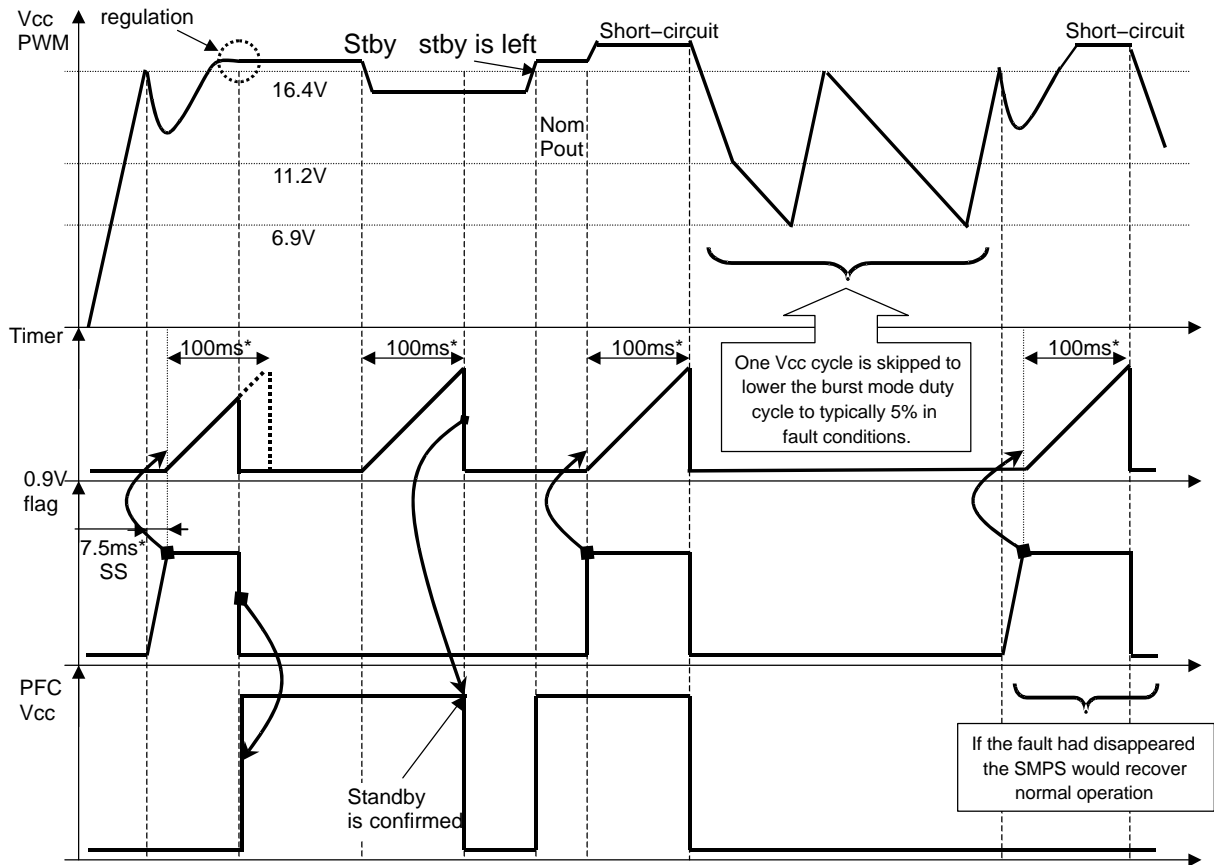 Vcc
PWM
regulation
Stby
stby is left
Short−circuit
Short−circuit
16.4V
Nom
Pout
11.2V
6.9V
Timer
100ms*
100ms*
100ms*
100ms*
One Vcc cycle is skipped to
lower the burst mode duty
cycle to typically 5% in
fault conditions.
0.9V
flag
7.5ms*
SS
PFC
Vcc
Standby
is confirmed
If the fault had disappeared
the SMPS would recover
normal operation